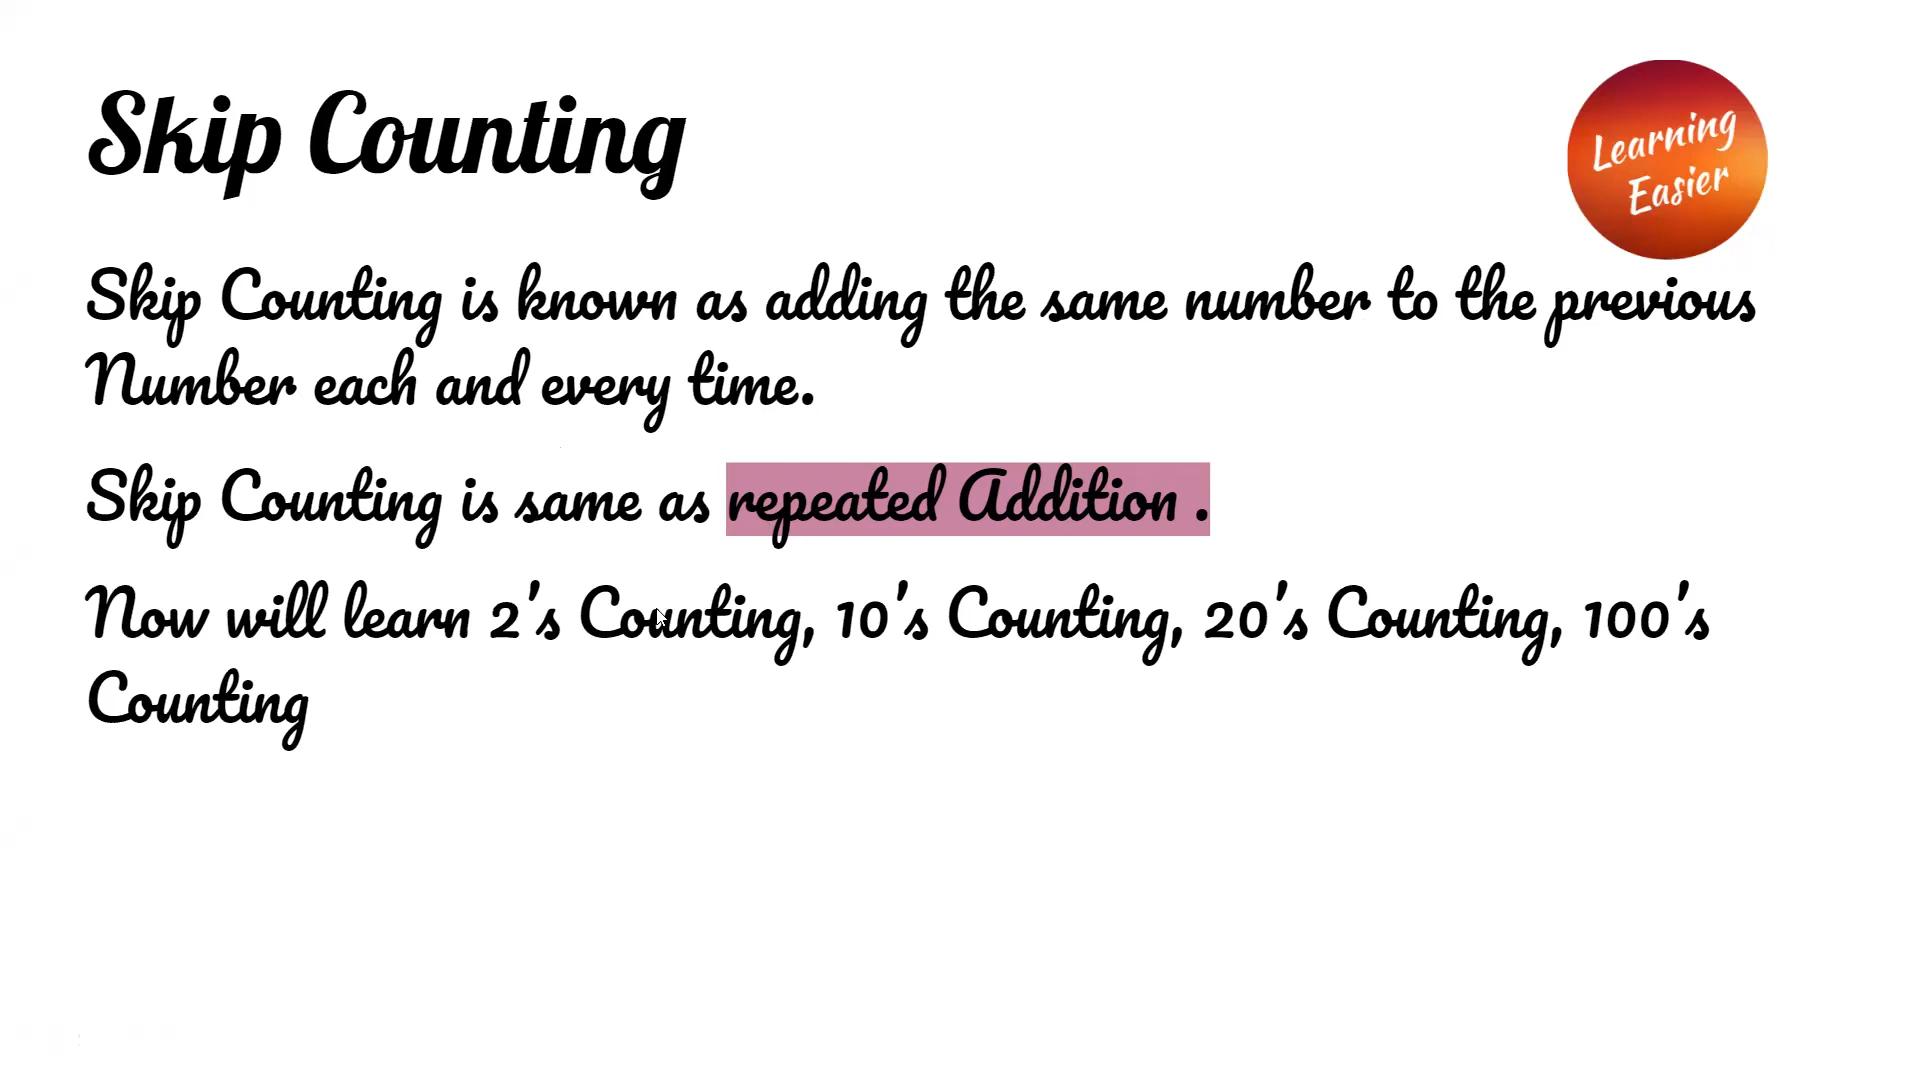 Skip Counting
Learning
Easier
Skip Counting is known as adding the same number to the previous
Number each and every time.
Skip Counting is same as repeated Addition .
Now will learn 2's Counting, 10's Counting, 20's Counting, 100's
Counting